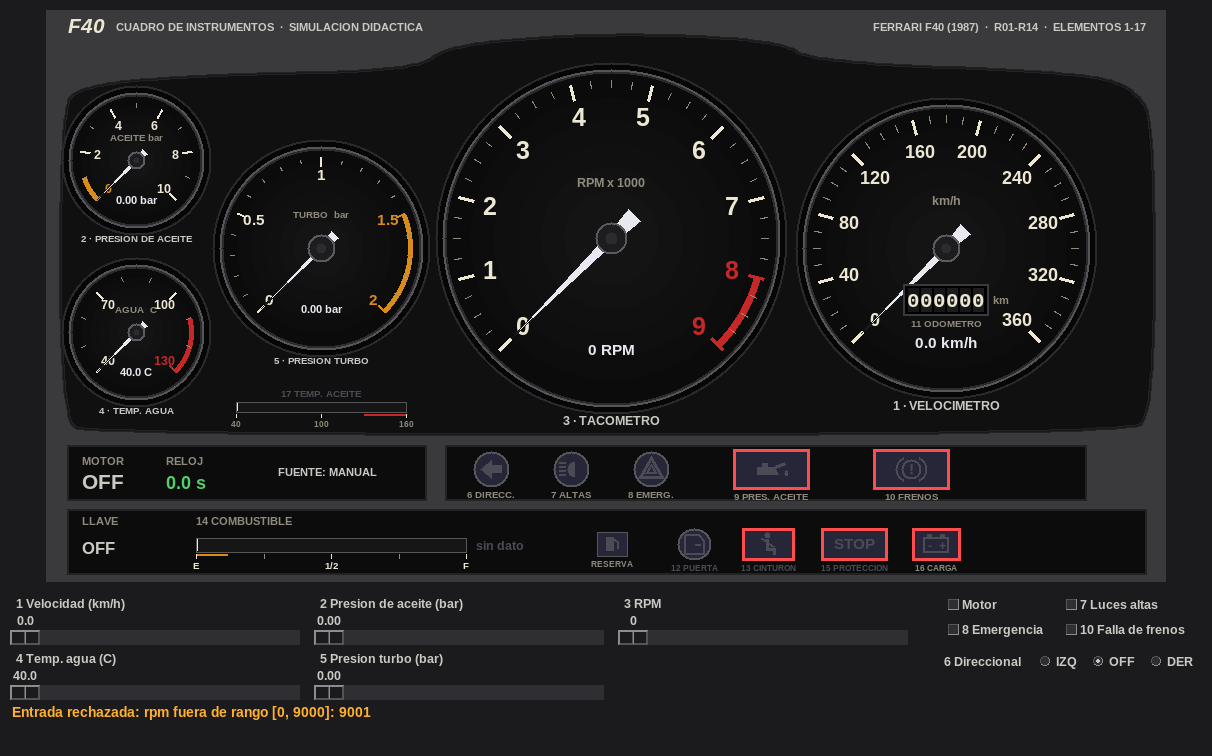 F40 CUADRO DE INSTRUMENTOS · SIMULACION DIDACTICA
FERRARI F40 (1987) · R01-R14 · ELEMENTOS 1-17
0 2 4 6 8 10
ACEITE bar
0.00 bar
2 · PRESION DE ACEITE
40 70 100 130
AGUA C
40.0 C
4 · TEMP. AGUA
0 0.5 1 1.5 2
TURBO bar
0.00 bar
5 · PRESION TURBO
17 TEMP. ACEITE
40 100 160
0 1 2 3 4 5 6 7 8 9
RPM x 1000
0 RPM
3 · TACOMETRO
0 40 80 120 160 200 240 280 320 360
km/h
000000 km
11 ODOMETRO
0.0 km/h
1 · VELOCIMETRO
MOTOR
OFF
RELOJ
0.0 s
FUENTE: MANUAL
6 DIRECC.
7 ALTAS
8 EMERG.
9 PRES. ACEITE
10 FRENOS
LLAVE
OFF
14 COMBUSTIBLE
sin dato
E 1/2 F
RESERVA
12 PUERTA
13 CINTURON
STOP
15 PROTECCION
16 CARGA
1 Velocidad (km/h)
0.0
2 Presion de aceite (bar)
0.00
3 RPM
0
4 Temp. agua (C)
40.0
5 Presion turbo (bar)
0.00
Motor
7 Luces altas
8 Emergencia
10 Falla de frenos
6 Direccional IZQ OFF DER
Entrada rechazada: rpm fuera de rango [0, 9000]: 9001